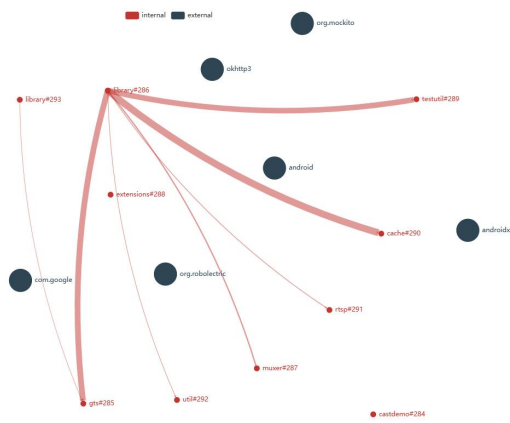 internal external
org.mockito
okhttp3
library#286
library#293
testutil#289
android
extensions#288
androidx
cache#290
org.robolectric
com.google
rtsp#291
muxer#287
util#292
gts#285
castdemo#284